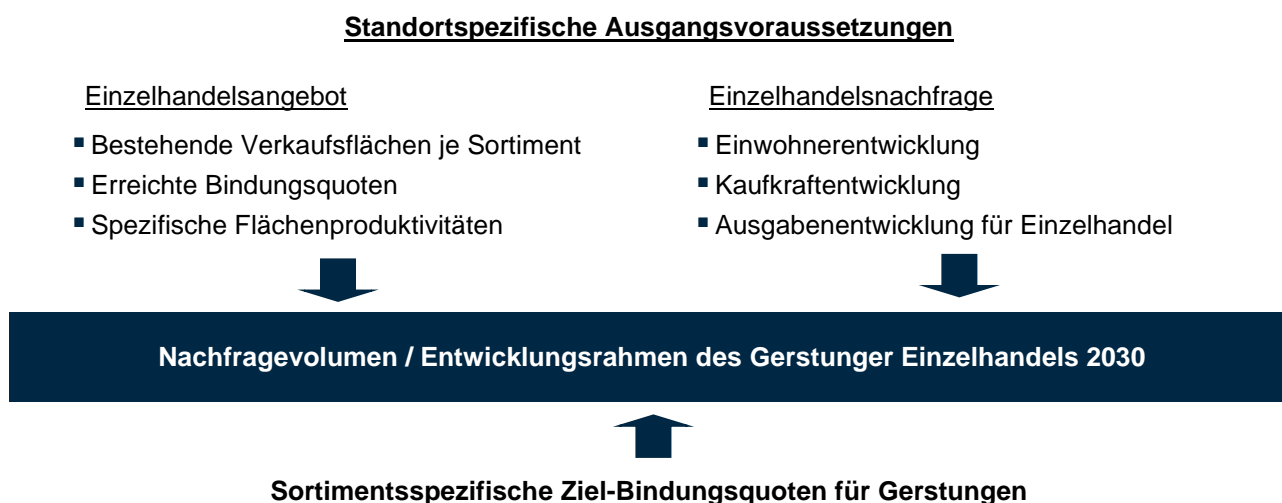 Standortspezifische Ausgangsvoraussetzungen
Einzelhandelsangebot
▪ Bestehende Verkaufsflächen je Sortiment
▪ Erreichte Bindungsquoten
▪ Spezifische Flächenproduktivitäten
Einzelhandelsnachfrage
▪ Einwohnerentwicklung
▪ Kaufkraftentwicklung
▪ Ausgabenentwicklung für Einzelhandel
Nachfragevolumen / Entwicklungsrahmen des Gerstunger Einzelhandels 2030
Sortimentsspezifische Ziel-Bindungsquoten für Gerstungen